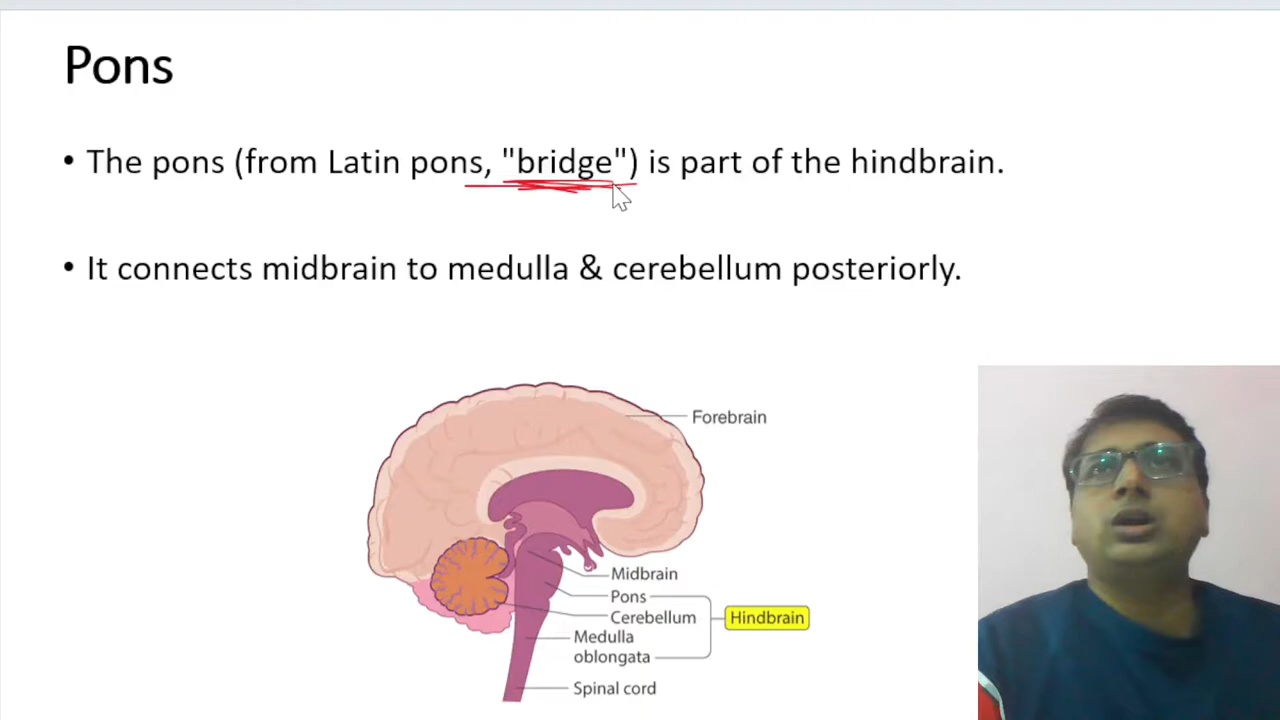 Pons
• The pons (from Latin pons, "bridge") is part of the hindbrain.
• It connects midbrain to medulla & cerebellum posteriorly.
Forebrain
Midbrain
Pons
Cerebellum
Hindbrain
Medulla
oblongata
Spinal cord